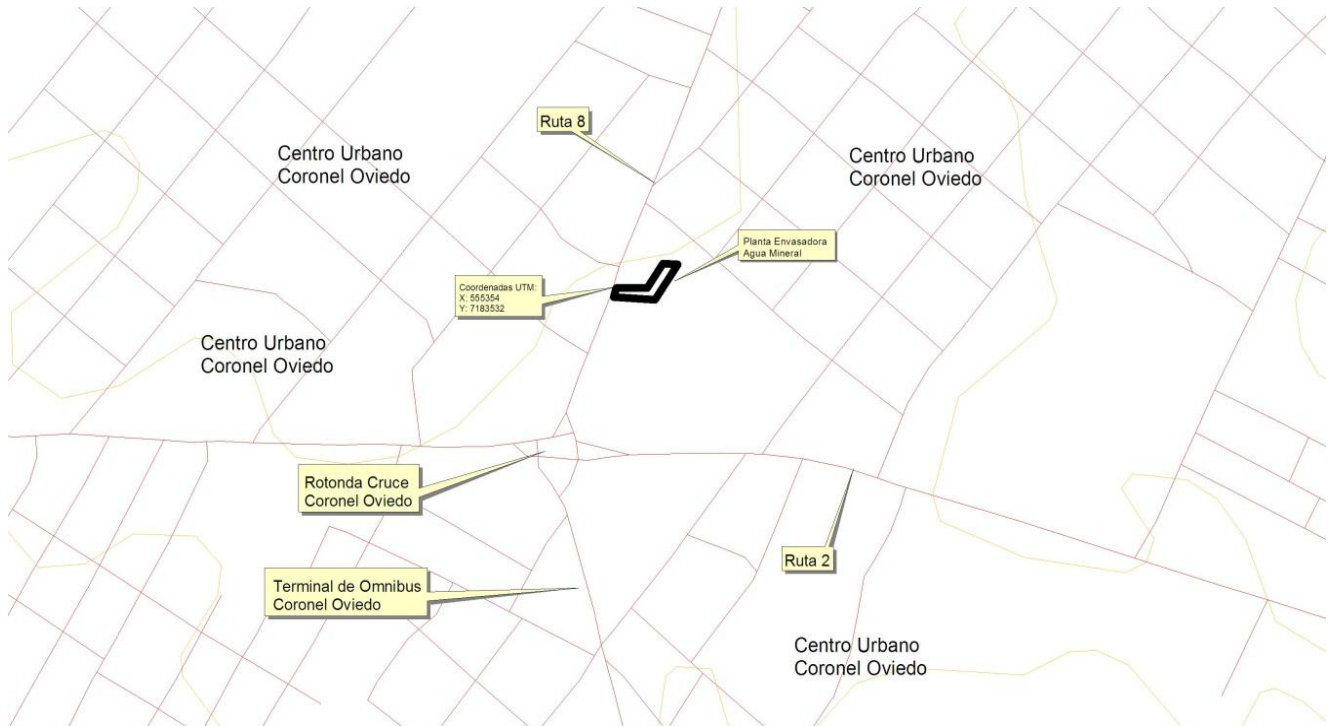 Ruta 8
Centro Urbano
Coronel Oviedo
Centro Urbano
Coronel Oviedo
Planta Envasadora
Agua Mineral
Coordenadas UTM:
X: 555354
Y: 7183532
Centro Urbano
Coronel Oviedo
Rotonda Cruce
Coronel Oviedo
Ruta 2
Terminal de Omnibus
Coronel Oviedo
Centro Urbano
Coronel Oviedo